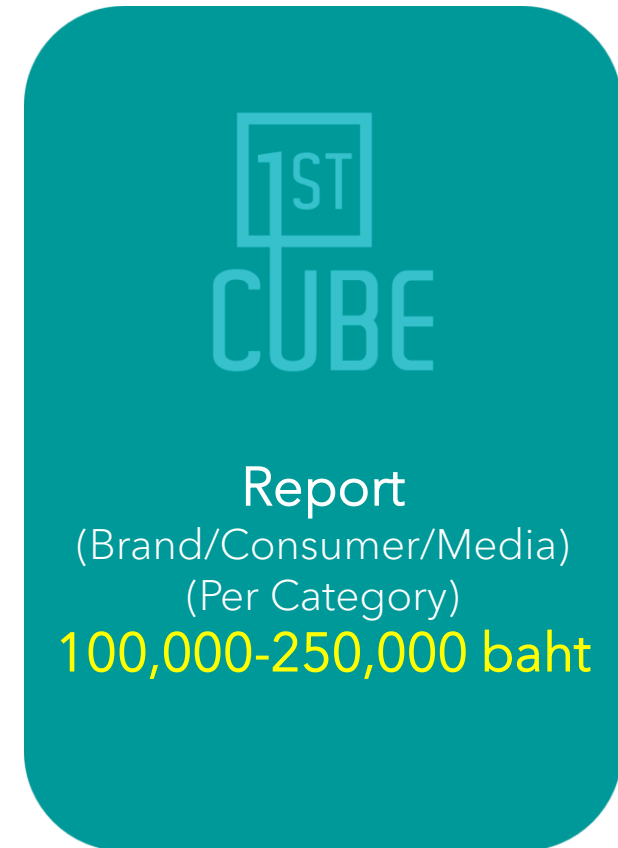 1ST
CUBE
Report
(Brand/Consumer/Media)
(Per Category)
100,000-250,000 baht